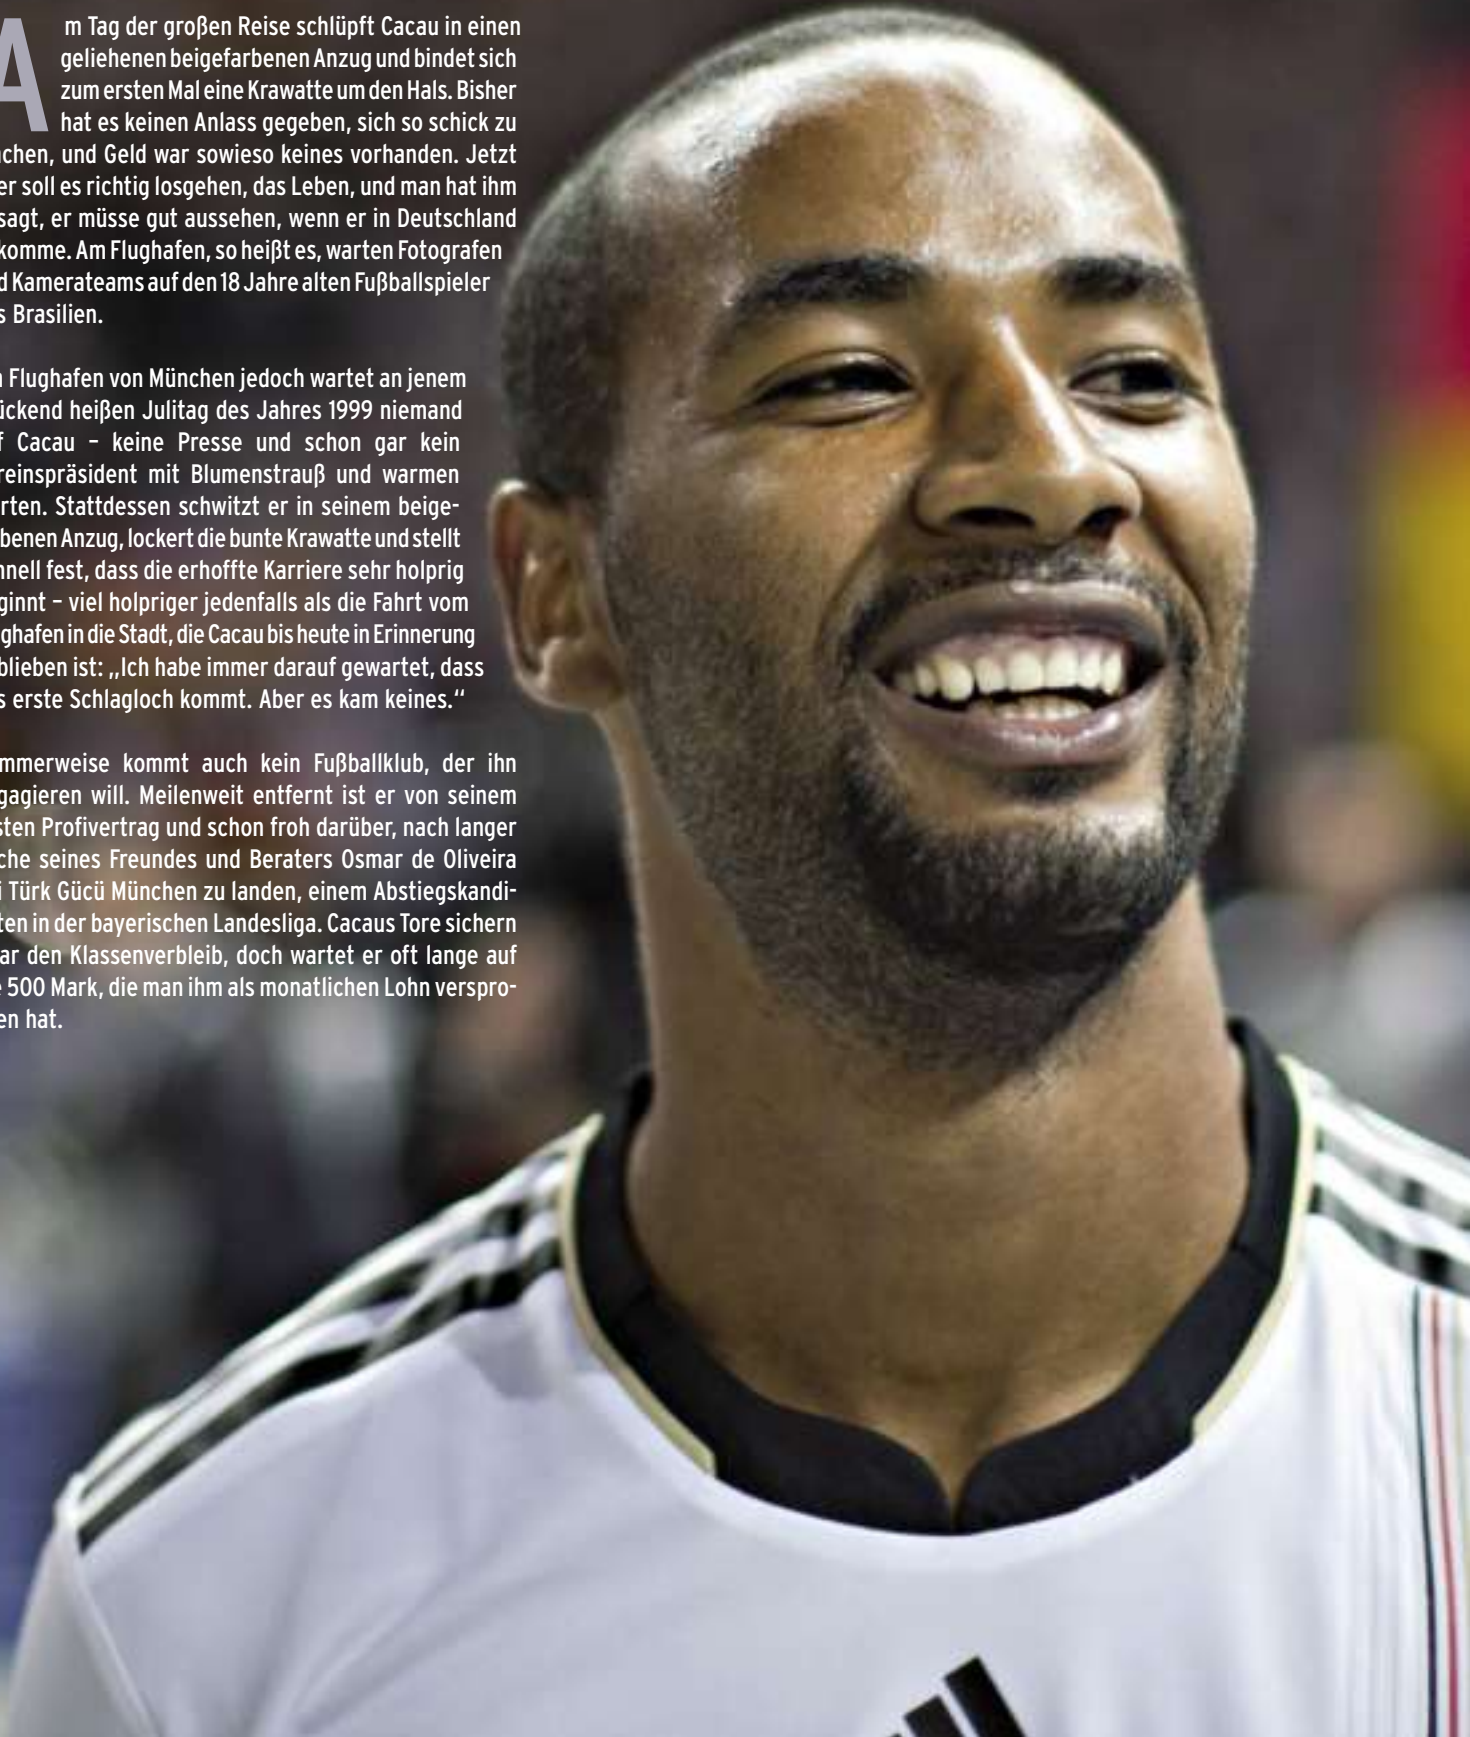 Am Tag der großen Reise schlüpft Cacau in einen
geliehenen beigefarbenen Anzug und bindet sich
zum ersten Mal eine Krawatte um den Hals. Bisher
hat es keinen Anlass gegeben, sich so schick zu
chen, und Geld war sowieso keines vorhanden. Jetzt
er soll es richtig losgehen, das Leben, und man hat ihm
sagt, er müsse gut aussehen, wenn er in Deutschland
komme. Am Flughafen, so heißt es, warten Fotografen
d Kamerateams auf den 18 Jahre alten Fußballspieler
s Brasilien.
Flughafen von München jedoch wartet an jenem
ückend heißen Julitag des Jahres 1999 niemand
f Cacau – keine Presse und schon gar kein
reinspräsident mit Blumenstrauß und warmen
rten. Stattdessen schwitzt er in seinem beige-
benen Anzug, lockert die bunte Krawatte und stellt
nell fest, dass die erhoffte Karriere sehr holprig
ginnt – viel holpriger jedenfalls als die Fahrt vom
ghafen in die Stadt, die Cacau bis heute in Erinnerung
blieben ist: „Ich habe immer darauf gewartet, dass
s erste Schlagloch kommt. Aber es kam keines.“
mmerweise kommt auch kein Fußballklub, der ihn
gagieren will. Meilenweit entfernt ist er von seinem
sten Profivertrag und schon froh darüber, nach langer
che seines Freundes und Beraters Osmar de Oliveira
i Türk Gücü München zu landen, einem Abstiegskandi-
ten in der bayerischen Landesliga. Cacaus Tore sichern
ar den Klassenverbleib, doch wartet er oft lange auf
e 500 Mark, die man ihm als monatlichen Lohn verspro-
en hat.